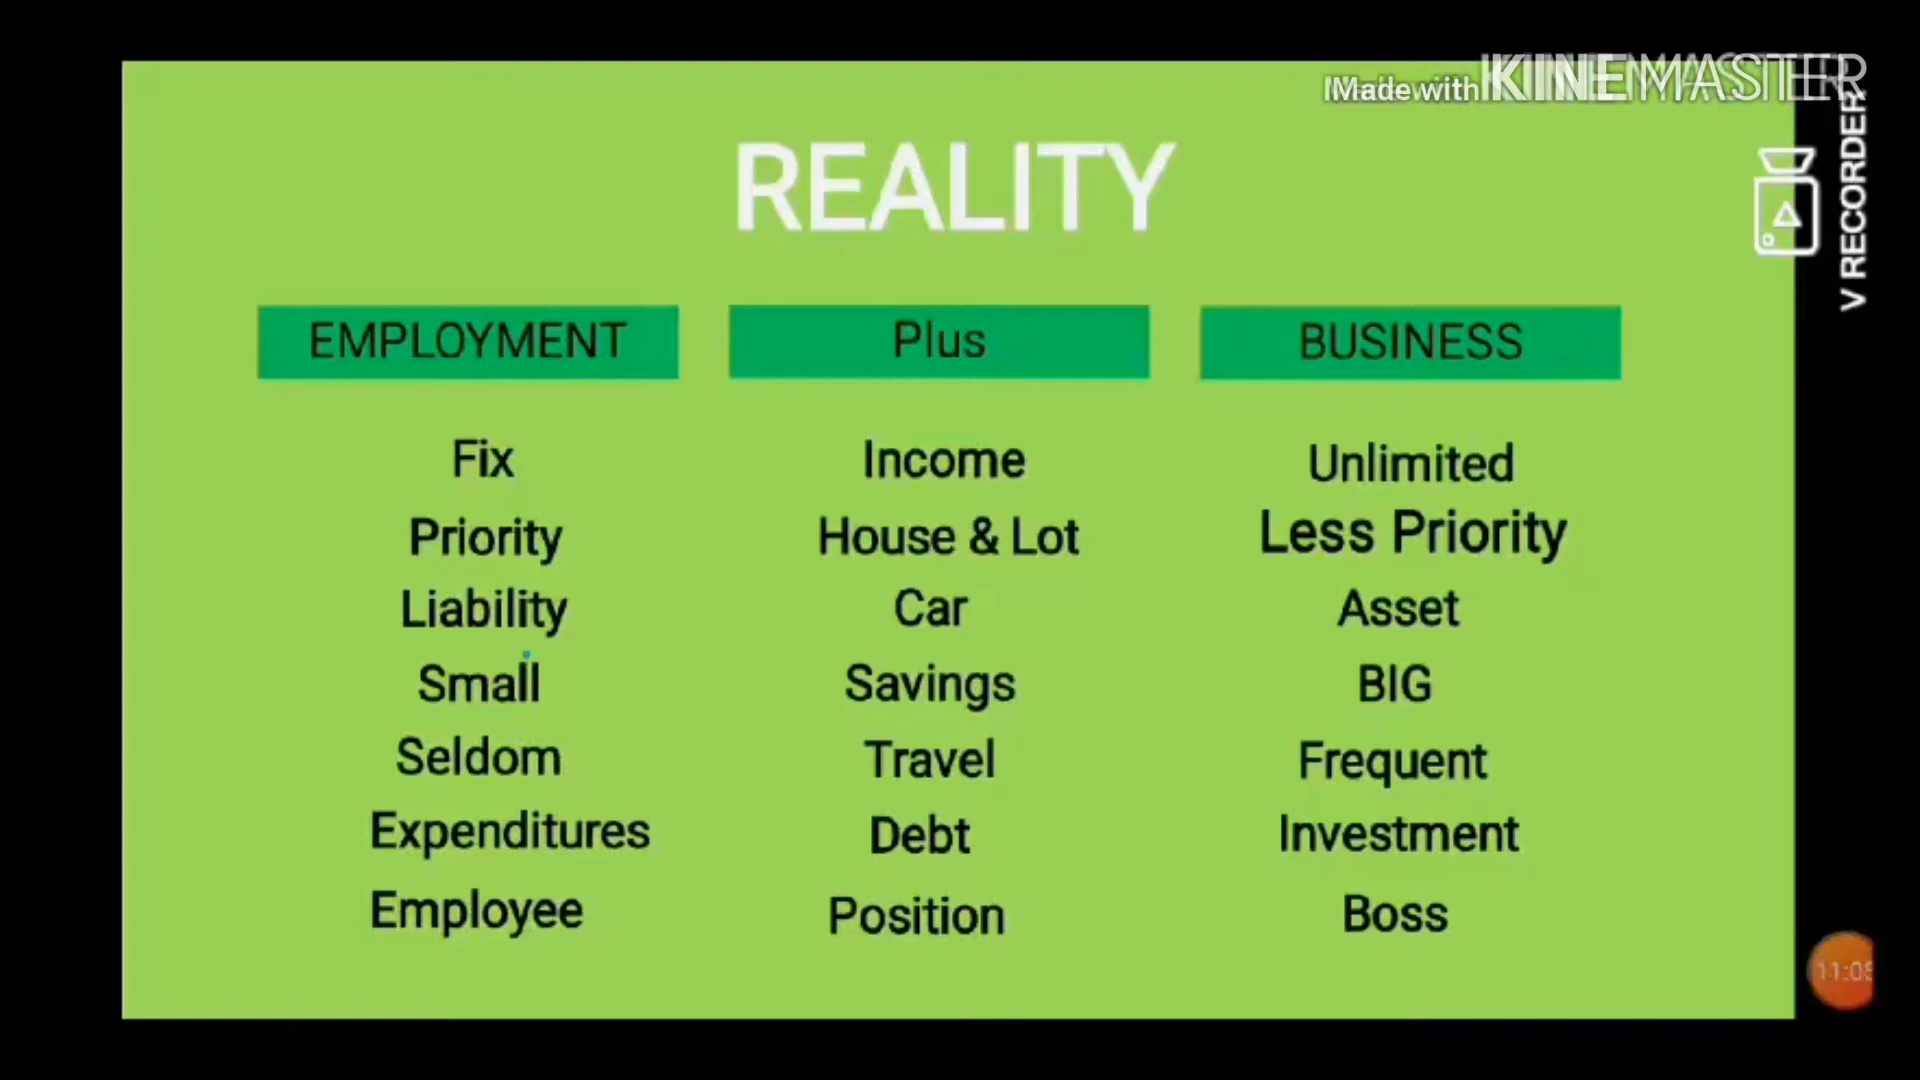 Made with KINEMASTER
V RECORDER
REALITY
EMPLOYMENT Plus BUSINESS
Fix Income Unlimited
Priority House & Lot Less Priority
Liability Car Asset
Small Savings BIG
Seldom Travel Frequent
Expenditures Debt Investment
Employee Position Boss